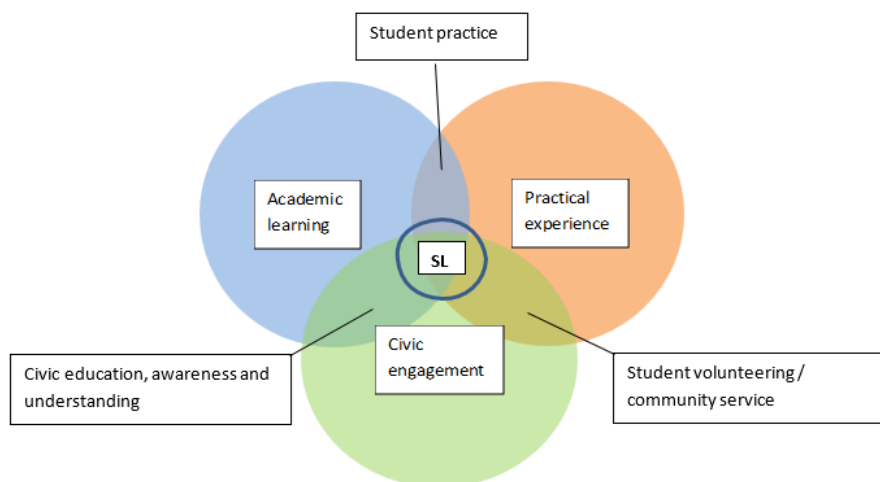 Student practice
Academic
learning
Practical
experience
SL
Civic
engagement
Civic education, awareness and
understanding
Student volunteering /
community service